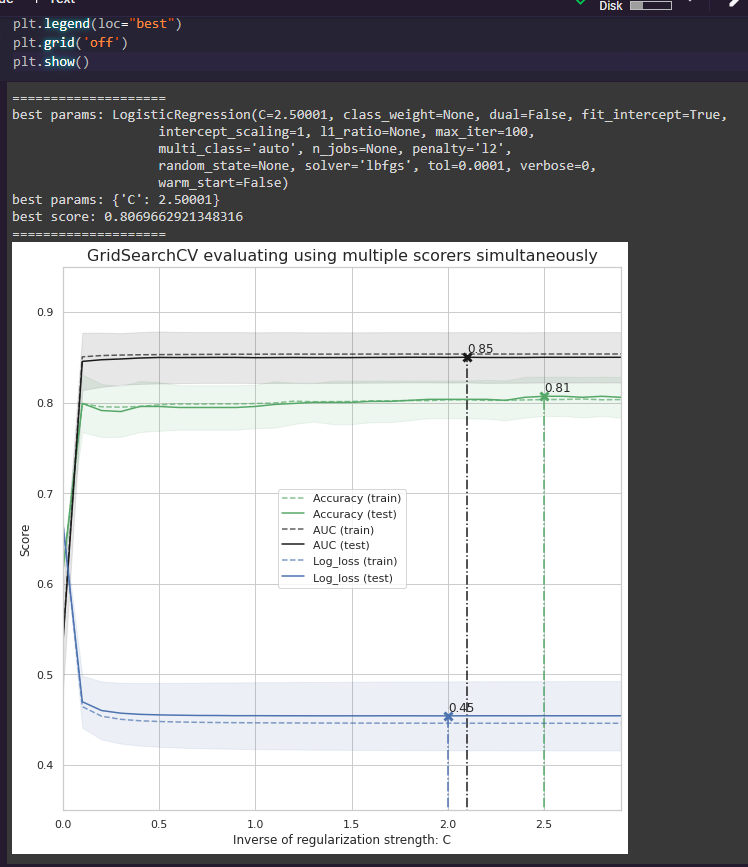 Text
Disk
plt.legend(loc="best")
plt.grid('off')
plt.show()
====================
best params: LogisticRegression(C=2.50001, class_weight=None, dual=False, fit_intercept=True,
intercept_scaling=1, l1_ratio=None, max_iter=100,
multi_class='auto', n_jobs=None, penalty='l2',
random_state=None, solver='lbfgs', tol=0.0001, verbose=0,
warm_start=False)
best params: {'C': 2.50001}
best score: 0.8069662921348316
====================
GridSearchCV evaluating using multiple scorers simultaneously
0.9
0.85
0.81
0.8
0.7
Accuracy (train)
Accuracy (test)
AUC (train)
AUC (test)
Log_loss (train)
Log_loss (test)
Score
0.6
0.5
0.45
0.4
0.0 0.5 1.0 1.5 2.0 2.5
Inverse of regularization strength: C